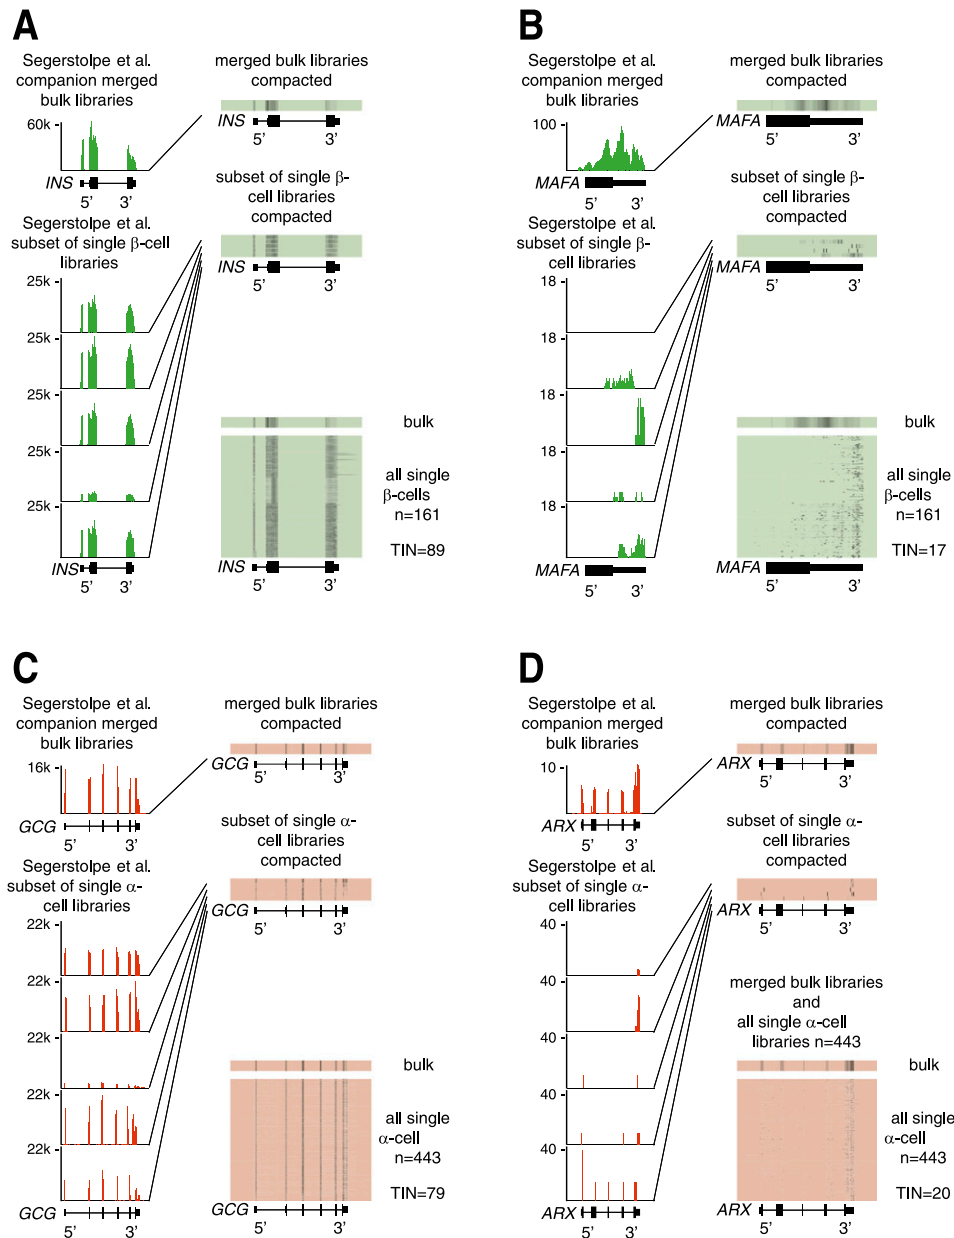 A
Segerstolpe et al.
companion merged
bulk libraries
60k
INS
5’ 3’
merged bulk libraries
compacted
INS
5’ 3’
Segerstolpe et al.
subset of single β-cell
libraries
25k
25k
25k
25k
25k
INS
5’ 3’
subset of single β-
cell libraries
compacted
INS
5’ 3’
bulk
all single
β-cells
n=161
TIN=89
INS
5’ 3’
B
Segerstolpe et al.
companion merged
bulk libraries
100
MAFA
5’ 3’
merged bulk libraries
compacted
MAFA
5’ 3’
Segerstolpe et al.
subset of single β-
cell libraries
18
18
18
18
18
MAFA
5’ 3’
subset of single β-
cell libraries
compacted
MAFA
5’ 3’
bulk
all single
β-cells
n=161
TIN=17
MAFA
5’ 3’
C
Segerstolpe et al.
companion merged
bulk libraries
16k
GCG
5’ 3’
merged bulk libraries
compacted
GCG
5’ 3’
Segerstolpe et al.
subset of single α-
cell libraries
22k
22k
22k
22k
22k
GCG
5’ 3’
subset of single α-
cell libraries
compacted
GCG
5’ 3’
bulk
all single
α-cell
n=443
TIN=79
GCG
5’ 3’
D
Segerstolpe et al.
companion merged
bulk libraries
10
ARX
5’ 3’
merged bulk libraries
compacted
ARX
5’ 3’
Segerstolpe et al.
subset of single α-
cell libraries
40
40
40
40
40
ARX
5’ 3’
subset of single α-
cell libraries
compacted
ARX
5’ 3’
merged bulk libraries
and
all single α-cell
libraries n=443
bulk
all single
α-cell
n=443
TIN=20
ARX
5’ 3’